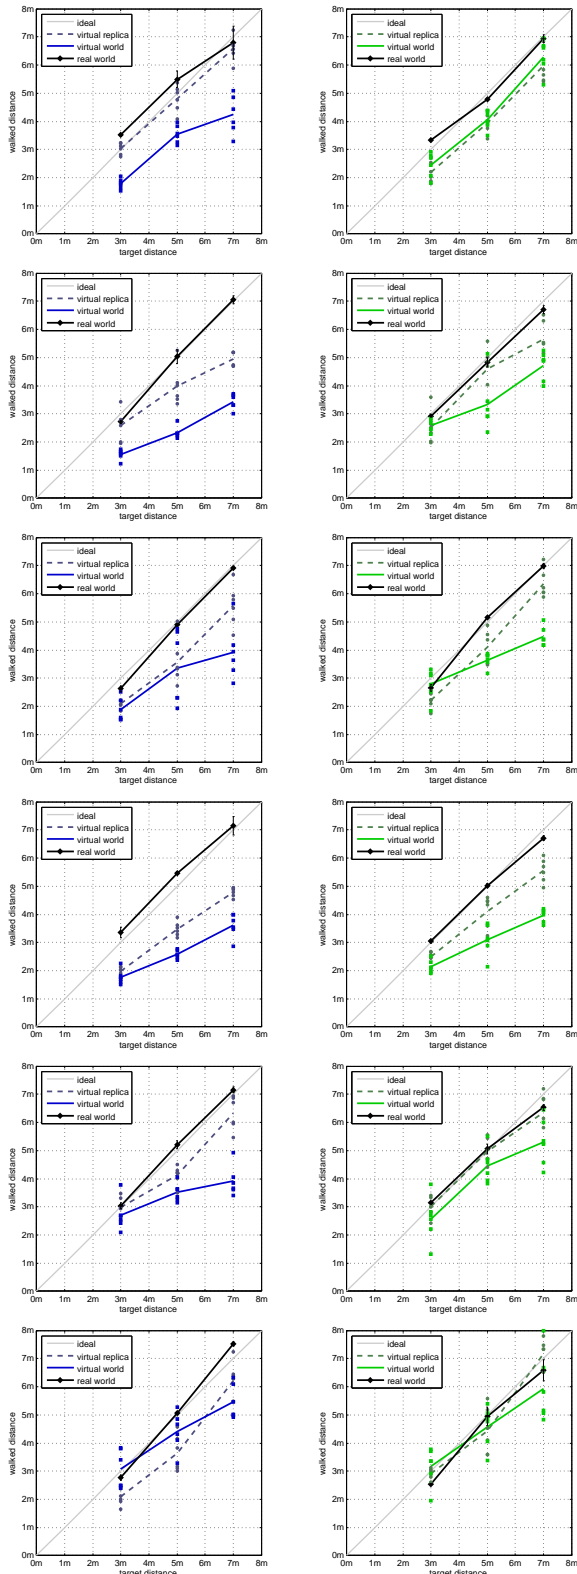 walked distance
8m
7m
6m
5m
4m
3m
2m
1m
0m
ideal
virtual replica
virtual world
real world
0m 1m 2m 3m 4m 5m 6m 7m 8m
target distance
walked distance
8m
7m
6m
5m
4m
3m
2m
1m
0m
ideal
virtual replica
virtual world
real world
0m 1m 2m 3m 4m 5m 6m 7m 8m
target distance
walked distance
8m
7m
6m
5m
4m
3m
2m
1m
0m
ideal
virtual replica
virtual world
real world
0m 1m 2m 3m 4m 5m 6m 7m 8m
target distance
walked distance
8m
7m
6m
5m
4m
3m
2m
1m
0m
ideal
virtual replica
virtual world
real world
0m 1m 2m 3m 4m 5m 6m 7m 8m
target distance
walked distance
8m
7m
6m
5m
4m
3m
2m
1m
0m
ideal
virtual replica
virtual world
real world
0m 1m 2m 3m 4m 5m 6m 7m 8m
target distance
walked distance
8m
7m
6m
5m
4m
3m
2m
1m
0m
ideal
virtual replica
virtual world
real world
0m 1m 2m 3m 4m 5m 6m 7m 8m
target distance
walked distance
8m
7m
6m
5m
4m
3m
2m
1m
0m
ideal
virtual replica
virtual world
real world
0m 1m 2m 3m 4m 5m 6m 7m 8m
target distance
walked distance
8m
7m
6m
5m
4m
3m
2m
1m
0m
ideal
virtual replica
virtual world
real world
0m 1m 2m 3m 4m 5m 6m 7m 8m
target distance
walked distance
8m
7m
6m
5m
4m
3m
2m
1m
0m
ideal
virtual replica
virtual world
real world
0m 1m 2m 3m 4m 5m 6m 7m 8m
target distance
walked distance
8m
7m
6m
5m
4m
3m
2m
1m
0m
ideal
virtual replica
virtual world
real world
0m 1m 2m 3m 4m 5m 6m 7m 8m
target distance
walked distance
8m
7m
6m
5m
4m
3m
2m
1m
0m
ideal
virtual replica
virtual world
real world
0m 1m 2m 3m 4m 5m 6m 7m 8m
target distance
walked distance
8m
7m
6m
5m
4m
3m
2m
1m
0m
ideal
virtual replica
virtual world
real world
0m 1m 2m 3m 4m 5m 6m 7m 8m
target distance